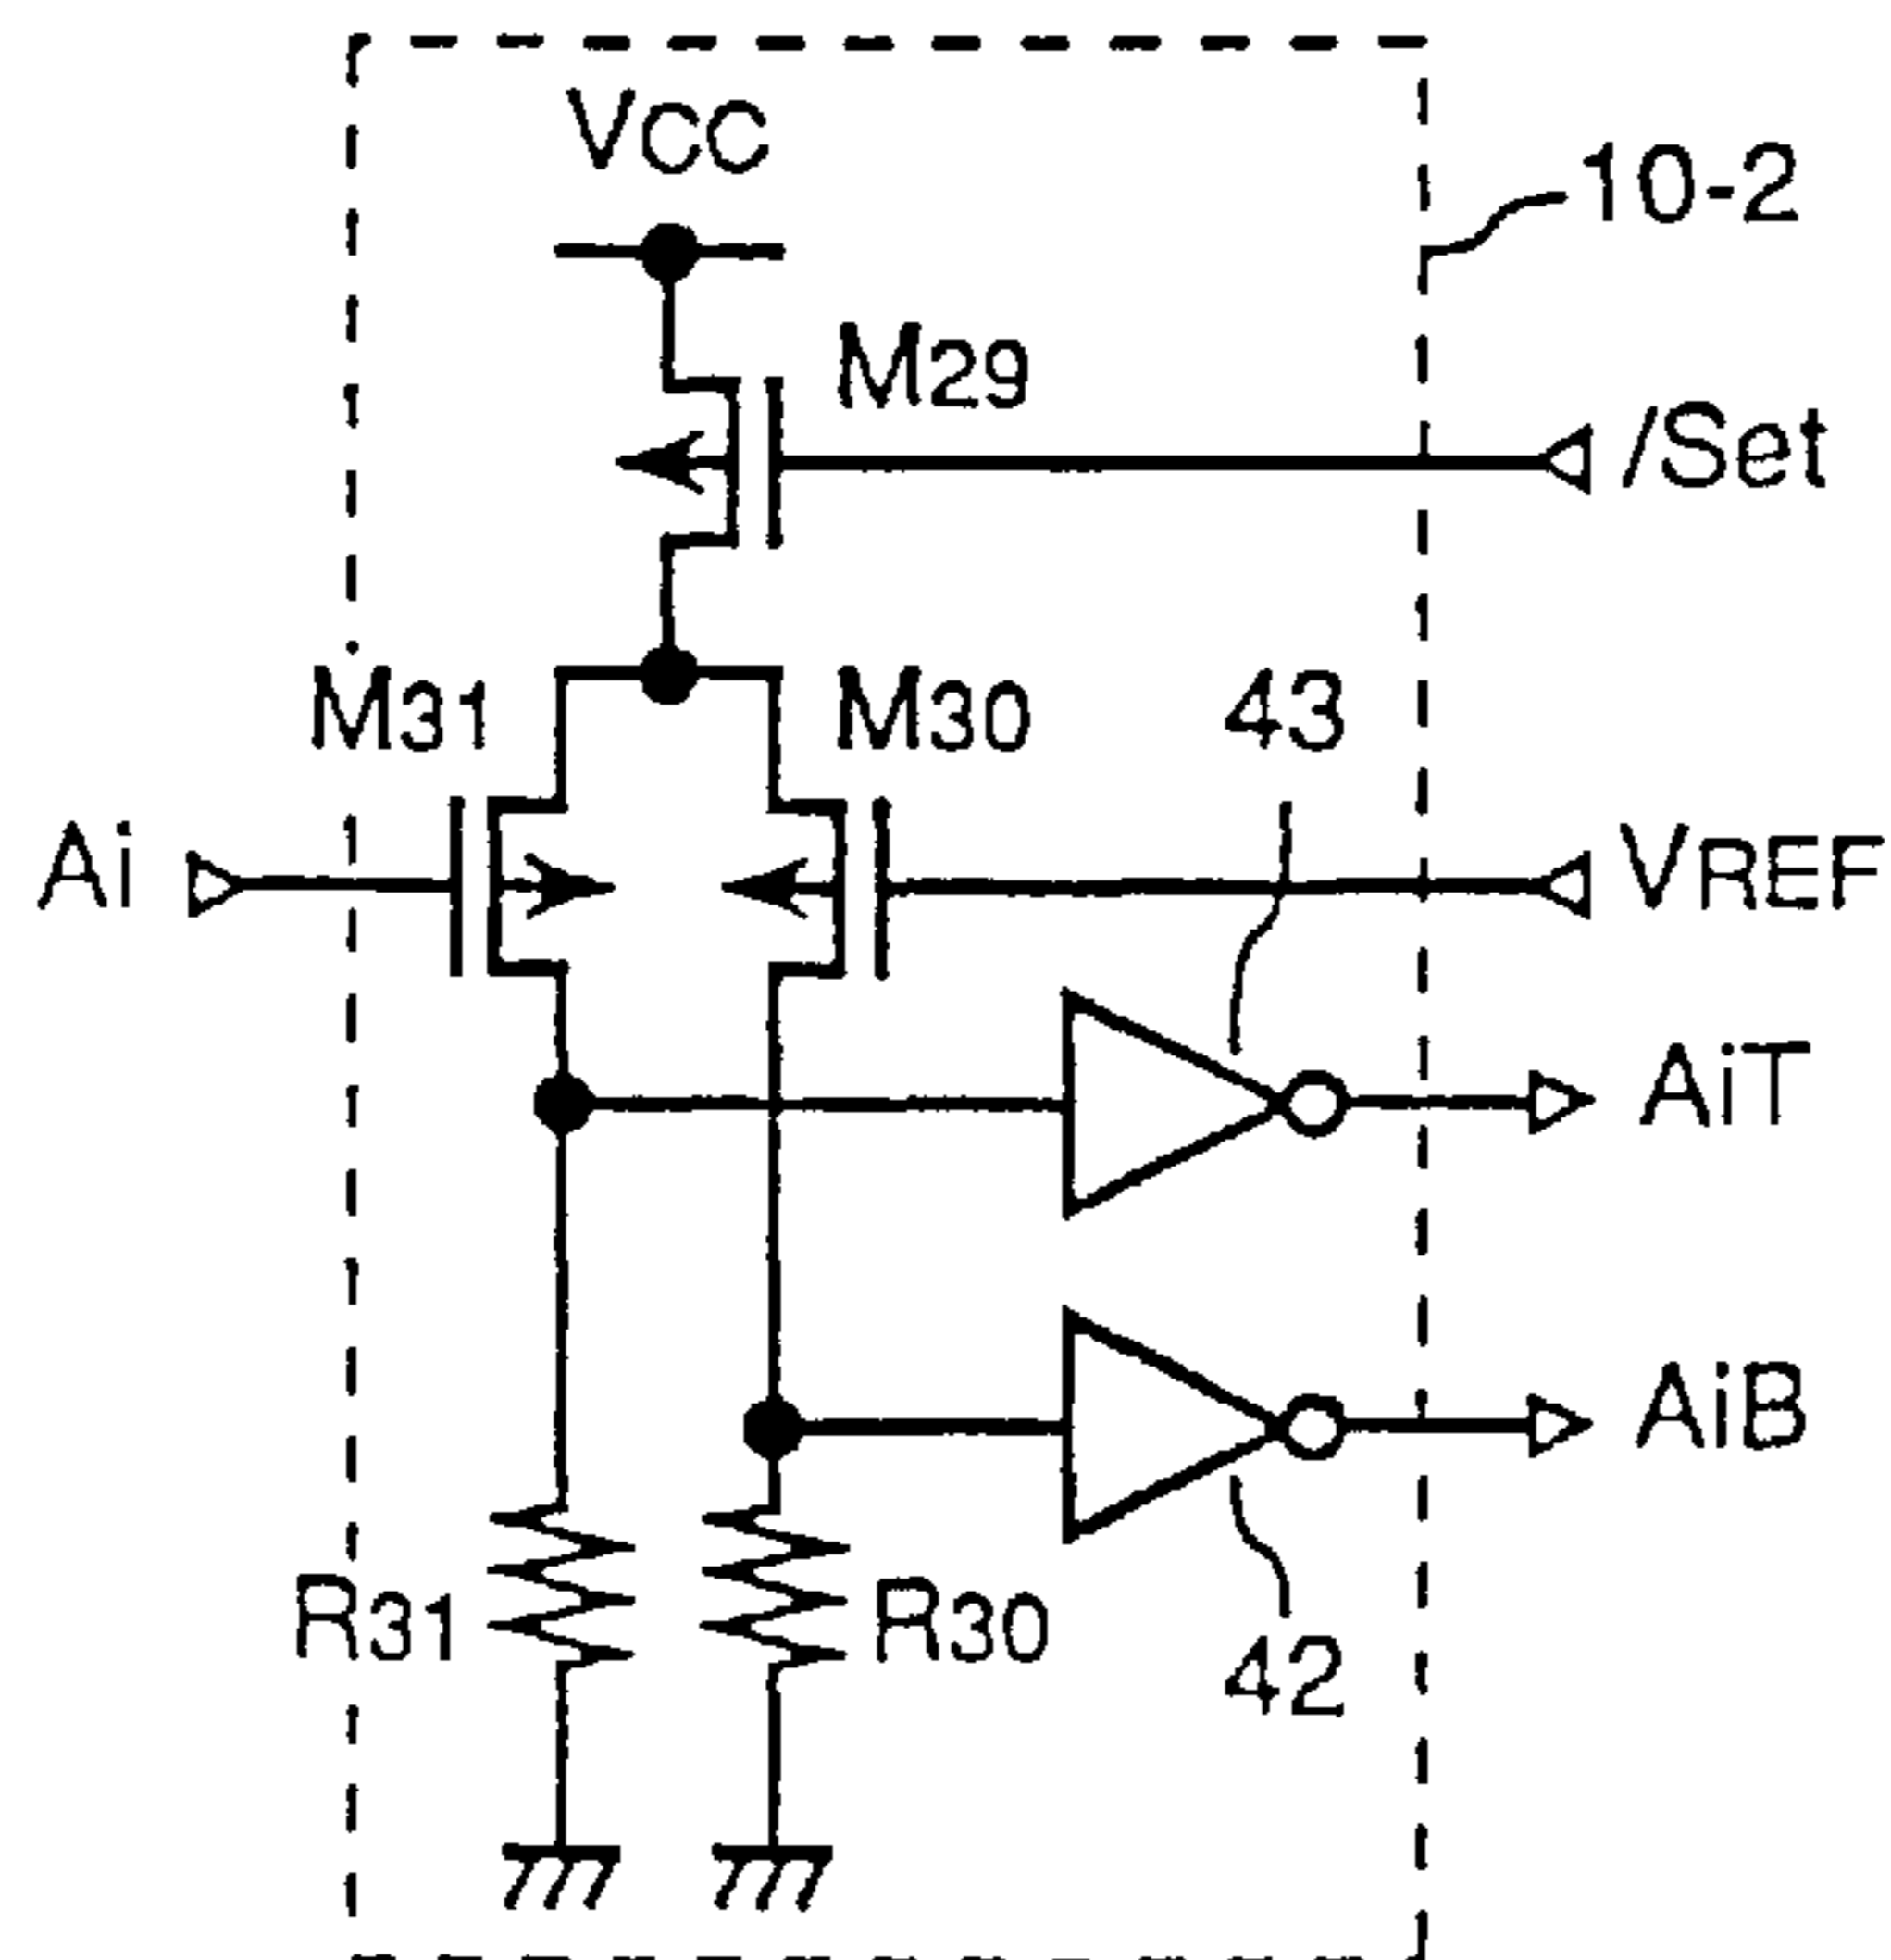 VCC
10-2
M29
/Set
M31
M30
43
Ai
VREF
AiT
AiB
R31
R30
42